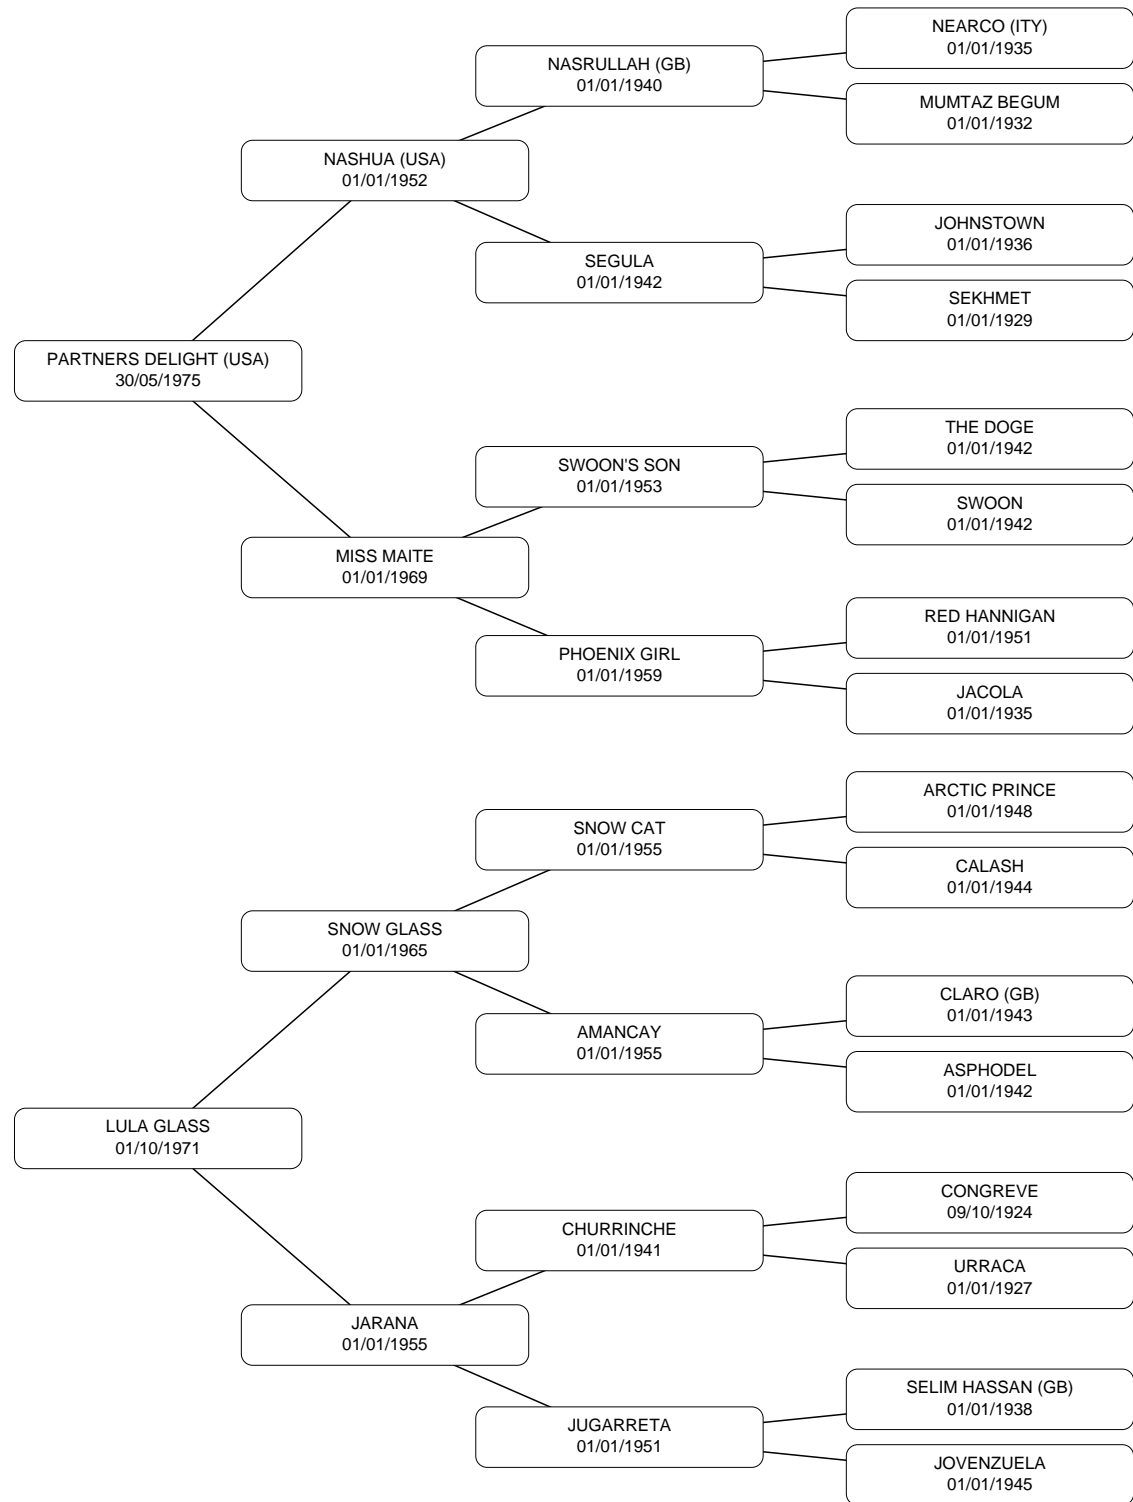 NEARCO (ITY)
01/01/1935
NASRULLAH (GB)
01/01/1940
MUMTAZ BEGUM
01/01/1932
NASHUA (USA)
01/01/1952
JOHNSTOWN
01/01/1936
SEGULA
01/01/1942
SEKHMET
01/01/1929
PARTNERS DELIGHT (USA)
30/05/1975
THE DOGE
01/01/1942
SWOON'S SON
01/01/1953
SWOON
01/01/1942
MISS MAITE
01/01/1969
RED HANNIGAN
01/01/1951
PHOENIX GIRL
01/01/1959
JACOLA
01/01/1935
ARCTIC PRINCE
01/01/1948
SNOW CAT
01/01/1955
CALASH
01/01/1944
SNOW GLASS
01/01/1965
CLARO (GB)
01/01/1943
AMANCAY
01/01/1955
ASPHODEL
01/01/1942
LULA GLASS
01/10/1971
CONGREVE
09/10/1924
CHURRINCHE
01/01/1941
URRACA
01/01/1927
JARANA
01/01/1955
SELIM HASSAN (GB)
01/01/1938
JUGARRETA
01/01/1951
JOVENZUELA
01/01/1945